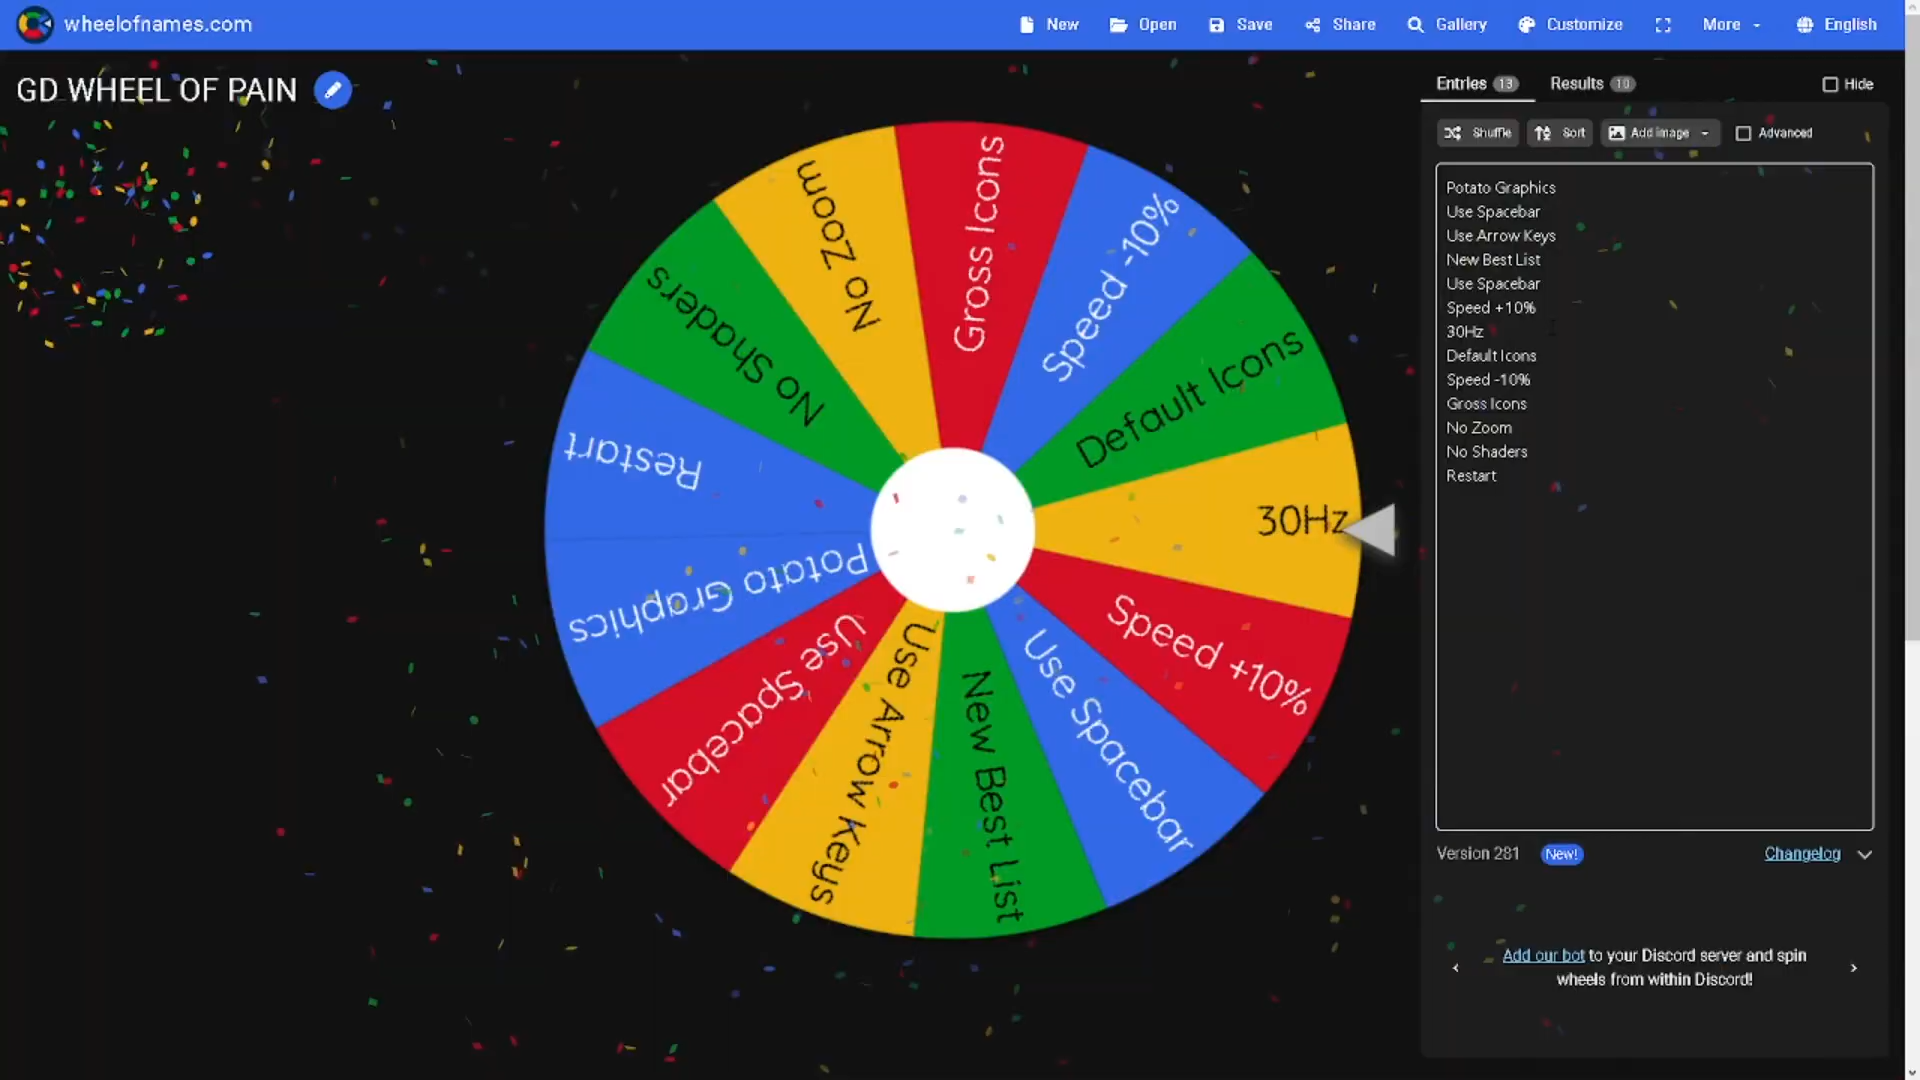 wheelofnames.com
New
Open
Save
Share
Gallery
Customize
More
English
GD WHEEL OF PAIN
Entries 13
Results 10
Hide
Shuffle
Sort
Add image
Advanced
Potato Graphics
Use Spacebar
Use Arrow Keys
New Best List
Use Spacebar
Speed +10%
30Hz
Default Icons
Speed -10%
Gross Icons
No Zoom
No Shaders
Restart
Gross Icons
Speed -10%
Default Icons
30Hz
Speed +10%
Use Spacebar
New Best List
Use Arrow Keys
Use Spacebar
Potato Graphics
Restart
No Shaders
No Zoom
Version 281
New!
Changelog
Add our bot to your Discord server and spin
wheels from within Discord!